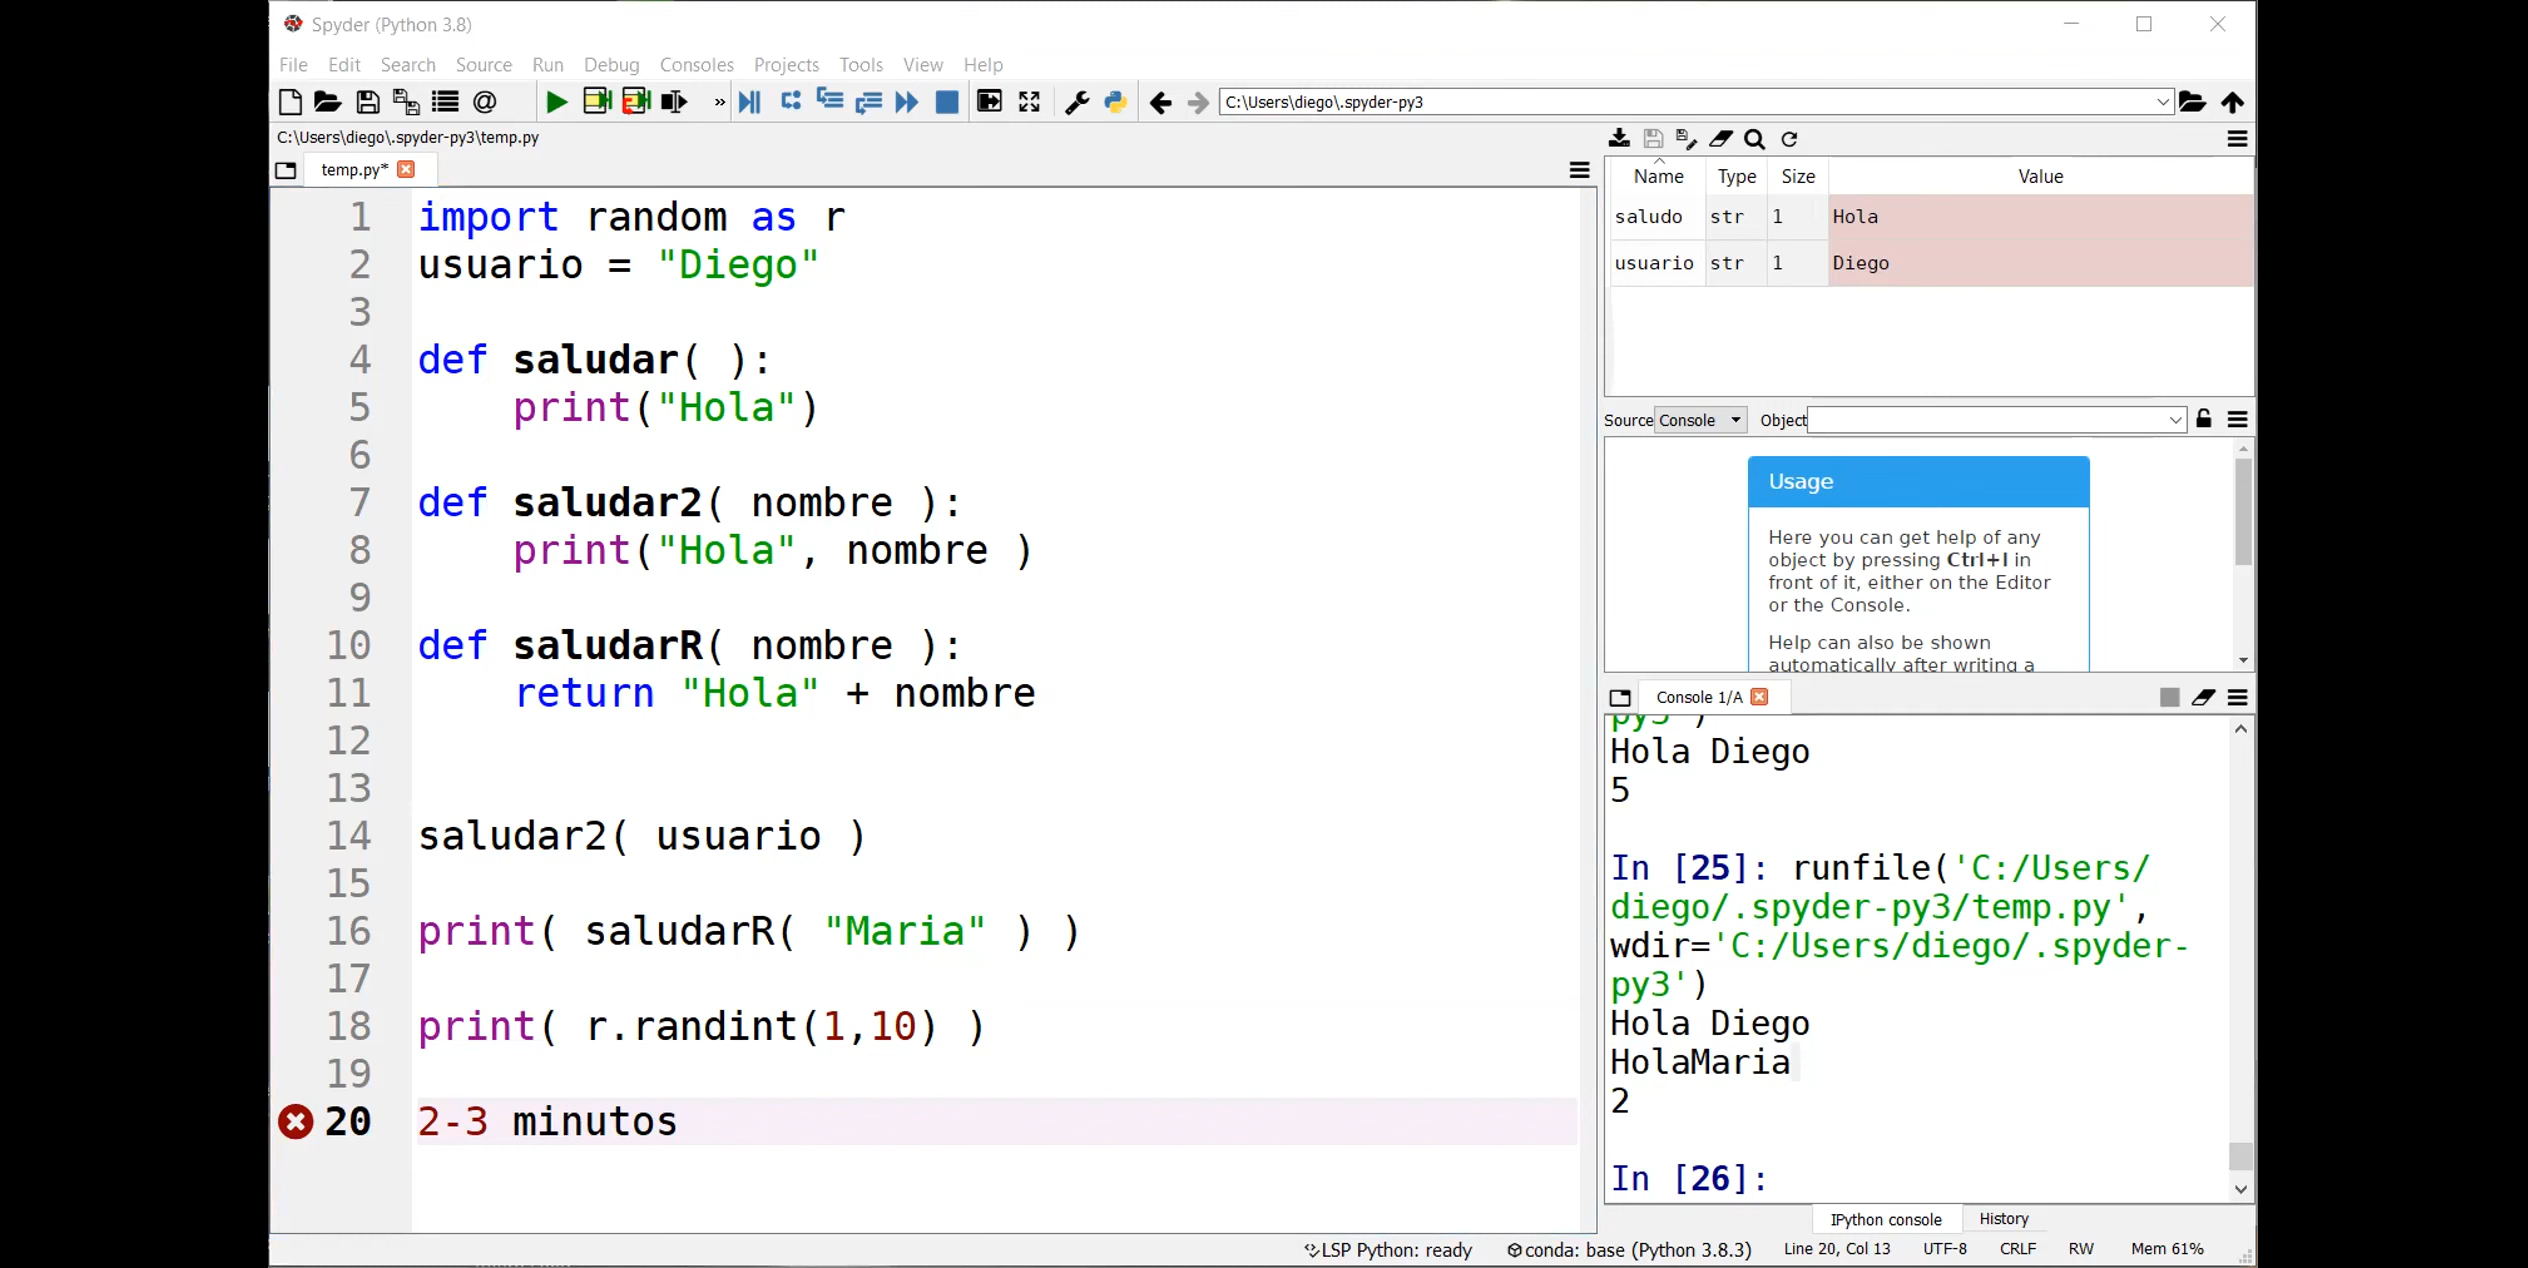 Spyder (Python 3.8)
File Edit Search Source Run Debug Consoles Projects Tools View Help
C:\Users\diego\.spyder-py3
C:\Users\diego\.spyder-py3\temp.py
temp.py*
1 import random as r
2 usuario = "Diego"
3
4 def saludar( ):
5 print("Hola")
6
7 def saludar2( nombre ):
8 print("Hola", nombre )
9
10 def saludarR( nombre ):
11 return "Hola" + nombre
12
13
14 saludar2( usuario )
15
16 print( saludarR( "Maria" ) )
17
18 print( r.randint(1,10) )
19
20 2-3 minutos
Name Type Size Value
saludo str 1 Hola
usuario str 1 Diego
Source Console Object
Usage
Here you can get help of any
object by pressing Ctrl+I in
front of it, either on the Editor
or the Console.
Help can also be shown
automatically after writing a
Console 1/A
py3')
Hola Diego
5
In [25]: runfile('C:/Users/
diego/.spyder-py3/temp.py',
wdir='C:/Users/diego/.spyder-
py3')
Hola Diego
HolaMaria
2
In [26]:
IPython console History
LSP Python: ready conda: base (Python 3.8.3) Line 20, Col 13 UTF-8 CRLF RW Mem 61%